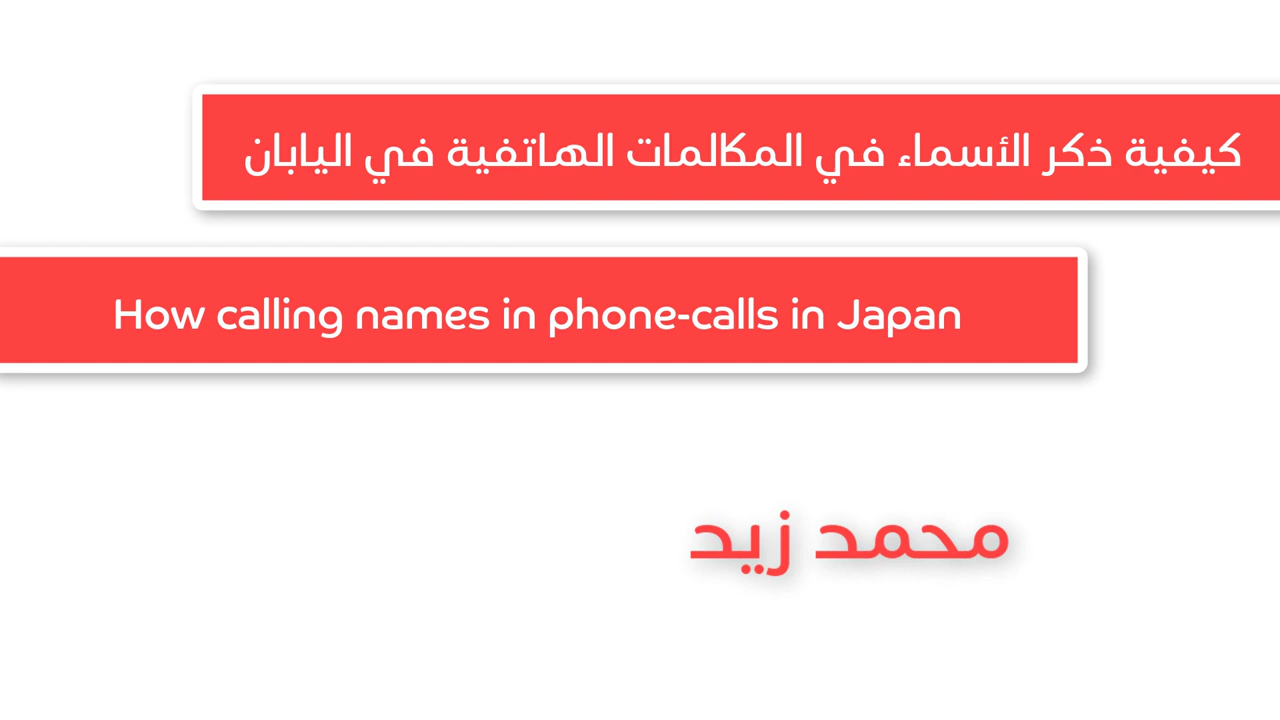 كيفية ذكر الأسماء في المكالمات الهاتفية في اليابان
How calling names in phone-calls in Japan
محمد زيد